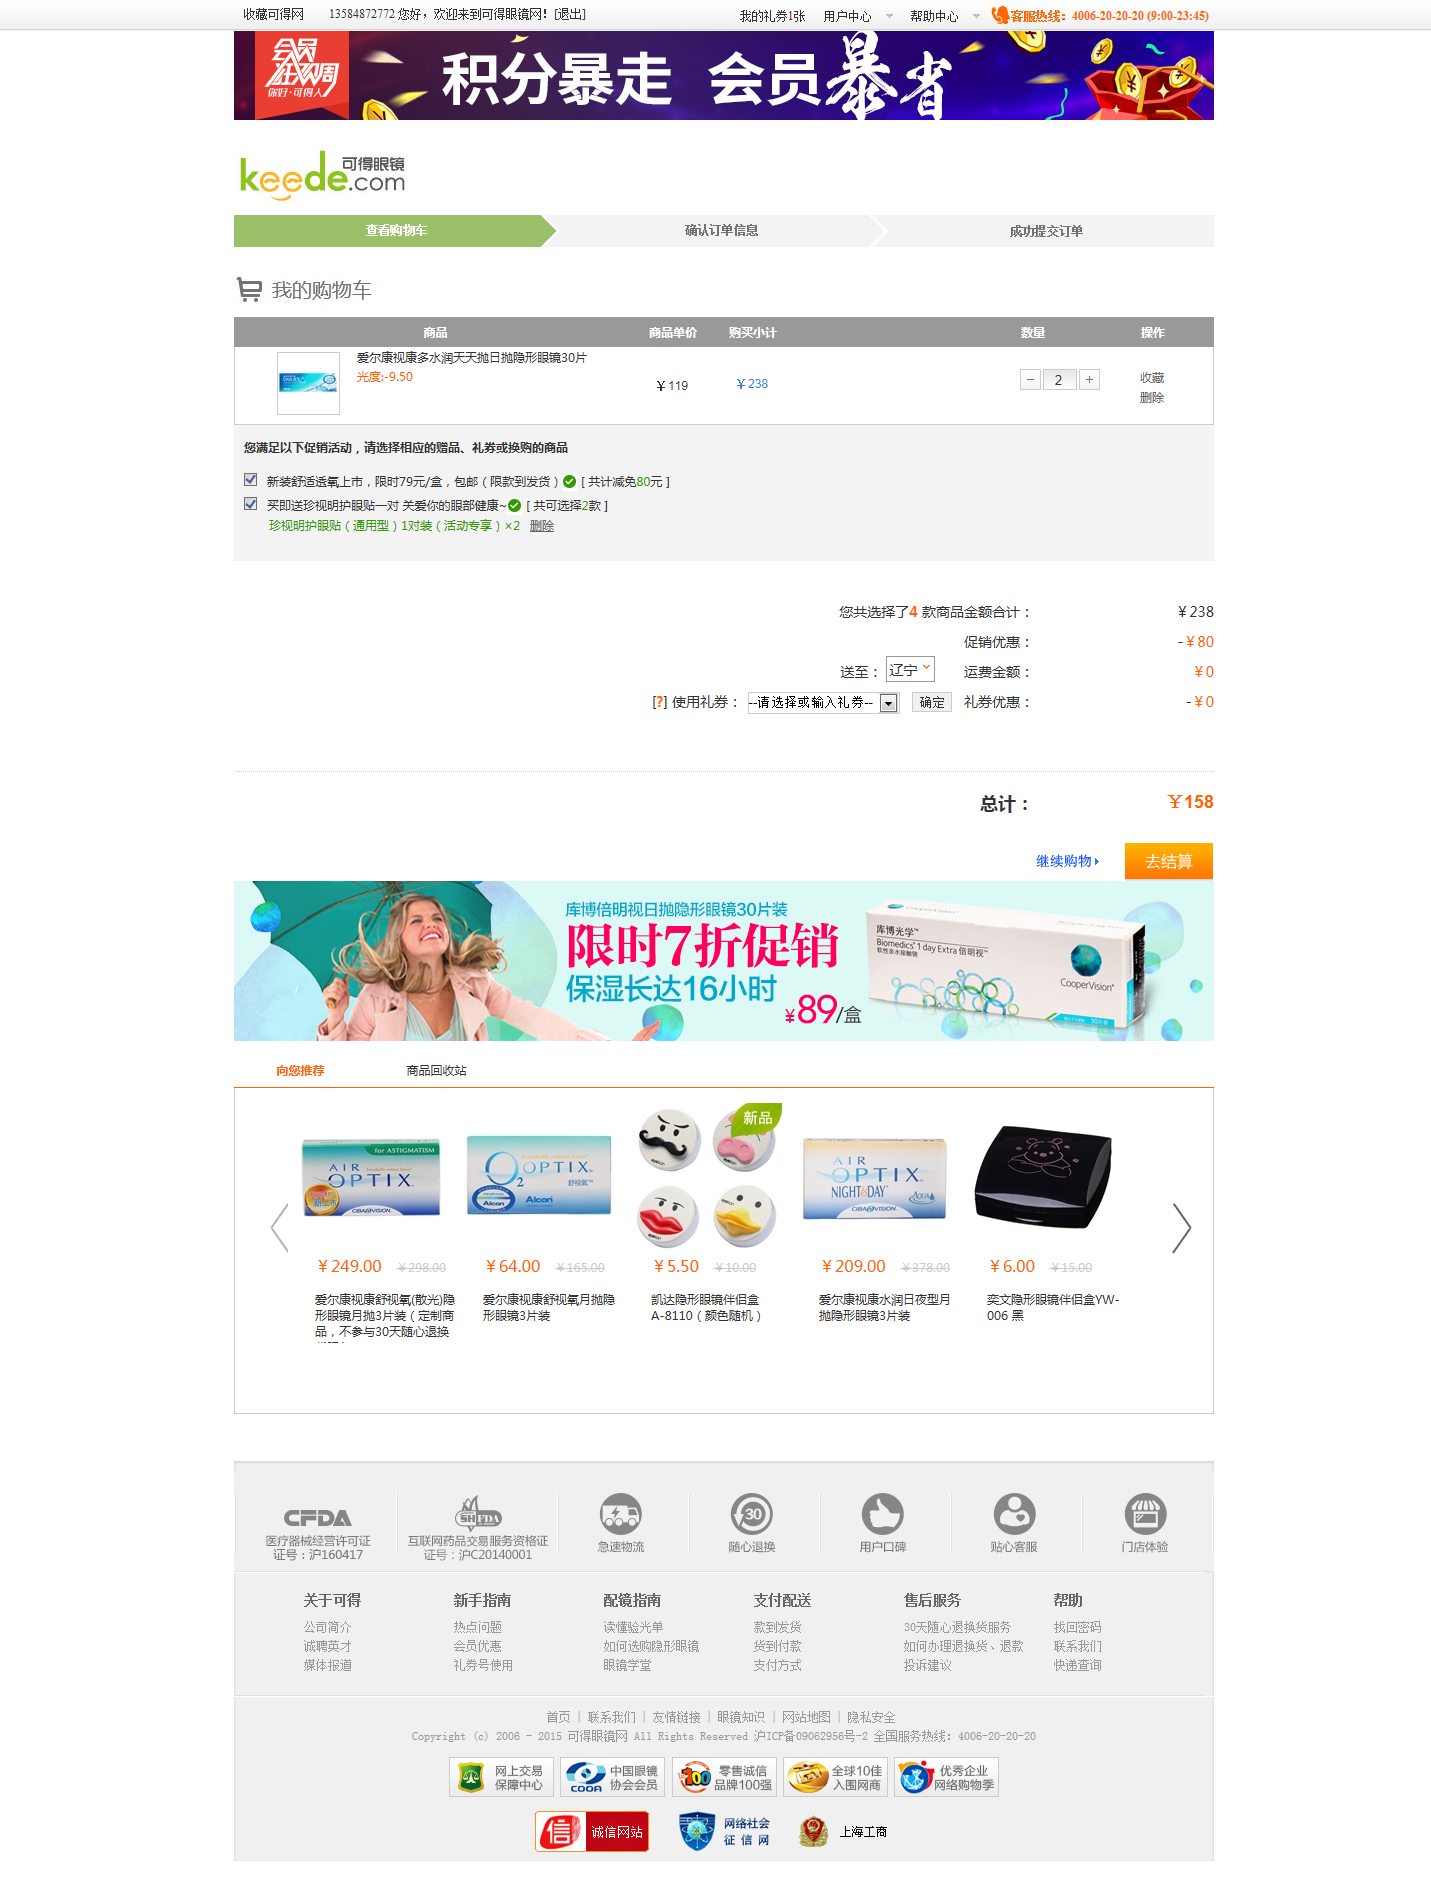 收藏可得网 13584872772 您好，欢迎来到可得眼镜网！[退出] 我的礼券1张 用户中心 帮助中心 客服热线：4006-20-20-20 (9:00-23:45)
会员狂欢周
你好·可得人
积分暴走 会员暴省
可得眼镜
keede.com
查看购物车 确认订单信息 成功提交订单
我的购物车
商品 商品单价 购买小计 数量 操作
爱尔康视康多水润天天抛日抛隐形眼镜30片
光度:-9.50
￥119 ￥238 − 2 + 收藏
删除
您满足以下促销活动，请选择相应的赠品、礼券或换购的商品
新装舒适透氧上市，限时79元/盒，包邮（限款到发货） [ 共计减免80元 ]
买即送珍视明护眼贴一对 关爱你的眼部健康~ [ 共可选择2款 ]
珍视明护眼贴（通用型）1对装（活动专享）×2 删除
您共选择了4 款商品金额合计： ￥238
促销优惠： -￥80
送至： 辽宁 运费金额： ￥0
[?] 使用礼券： --请选择或输入礼券-- 确定 礼券优惠： -￥0
总计： ￥158
继续购物 去结算
库博倍明视日抛隐形眼镜30片装
限时7折促销
保湿长达16小时
￥89/盒
CooperVision™
库博光学™
Biomedics® 1 day Extra 倍明视™
软性亲水接触镜
CooperVision™
向您推荐 商品回收站
for ASTIGMATISM
AIR OPTIX
CIBA VISION
O2 OPTIX™
舒视氧™
Alcon
新品
AIR OPTIX
NIGHT&DAY
AQUA
CIBA VISION
￥249.00 ￥298.00 ￥64.00 ￥165.00 ￥5.50 ￥10.00 ￥209.00 ￥378.00 ￥6.00 ￥15.00
爱尔康视康舒视氧(散光)隐形眼镜月抛3片装（定制商品，不参与30天随心退换
爱尔康视康舒视氧月抛隐形眼镜3片装
凯达隐形眼镜伴侣盒A-8110（颜色随机）
爱尔康视康水润日夜型月抛隐形眼镜3片装
奕文隐形眼镜伴侣盒YW-006 黑
CFDA
医疗器械经营许可证
证号：沪160417
SHFDA
互联网药品交易服务资格证
证号：沪C20140001
急速物流
30
随心退换
用户口碑
贴心客服
门店体验
关于可得 新手指南 配镜指南 支付配送 售后服务 帮助
公司简介 热点问题 读懂验光单 款到发货 30天随心退换货服务 找回密码
诚聘英才 会员优惠 如何选购隐形眼镜 货到付款 如何办理退换货、退款 联系我们
媒体报道 礼券号使用 眼镜学堂 支付方式 投诉建议 快递查询
首页 | 联系我们 | 友情链接 | 眼镜知识 | 网站地图 | 隐私安全
Copyright (c) 2006 - 2015 可得眼镜网 All Rights Reserved 沪ICP备09062956号-2 全国服务热线: 4006-20-20-20
网上交易
保障中心
COOA
中国眼镜
协会会员
100
零售诚信
品牌100强
全球10佳
入围网商
优秀企业
网络购物季
信
诚信网站
网络社会
征信网
上海工商